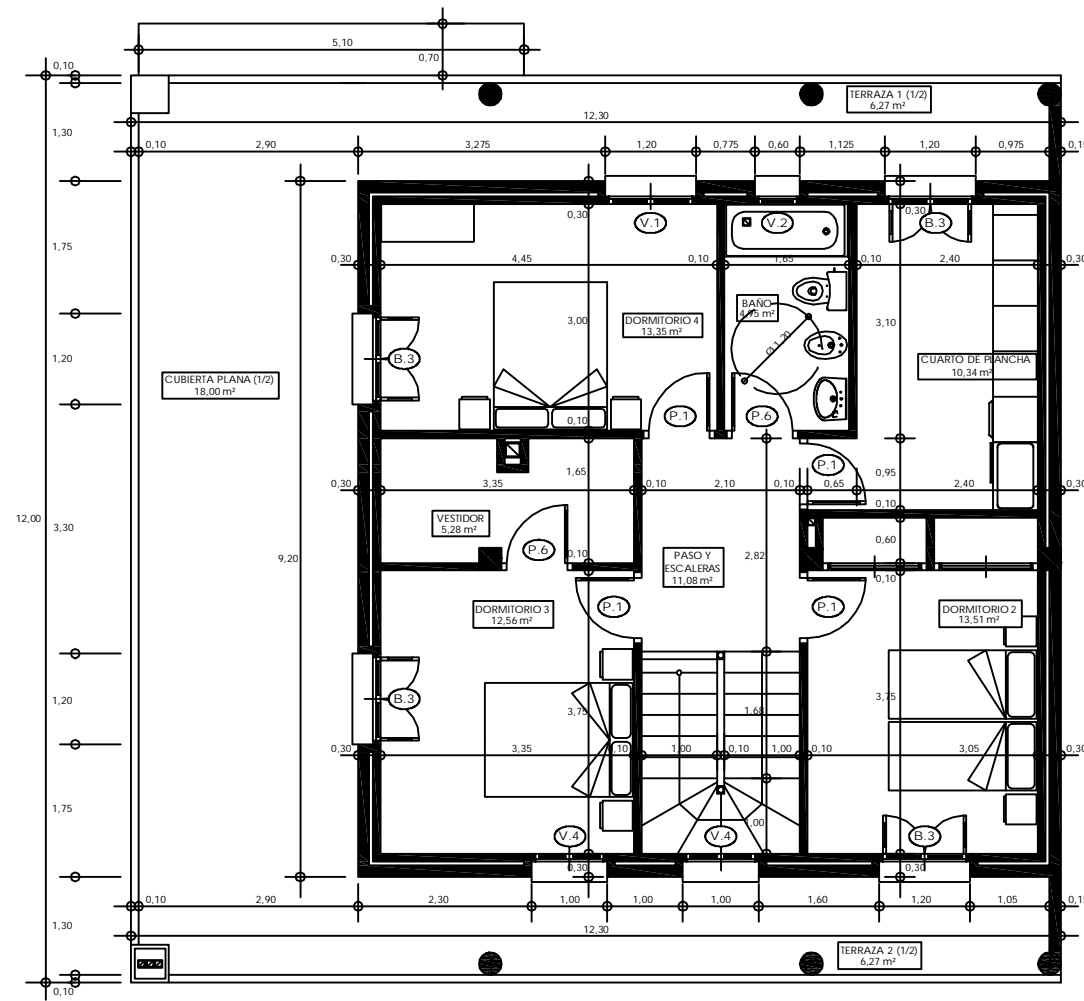 5,10
0,70
0,10
TERRAZA 1 (1/2)
6,27 m²
12,30
1,30
0,10
2,90
3,275
1,20
0,775
0,60
1,125
1,20
0,975
0,15
0,30
V.1
V.2
0,30
B.3
1,75
0,30
4,45
0,10
1,65
0,10
2,40
0,30
BAÑO
4,95 m²
3,00
DORMITORIO 4
13,35 m²
3,10
Ø 1,20
1,20
B.3
CUARTO DE PLANCHA
10,34 m²
CUBIERTA PLANA (1/2)
18,00 m²
0,10
P.1
P.6
P.1
1,65
0,95
0,30
3,35
0,10
2,10
0,10
0,65
2,40
0,30
0,10
12,00
3,30
VESTIDOR
5,28 m²
0,60
P.6
0,10
9,20
PASO Y
ESCALERAS
11,08 m²
2,82
0,10
P.1
P.1
DORMITORIO 3
12,56 m²
DORMITORIO 2
13,51 m²
1,20
B.3
3,75
1,68
3,75
0,30
3,35
0,10
1,00
0,10
1,00
0,10
3,05
0,30
1,75
1,00
V.4
V.4
B.3
0,30
0,30
0,10
2,90
2,30
1,00
1,00
1,00
1,60
1,20
1,05
0,15
1,30
12,30
TERRAZA 2 (1/2)
6,27 m²
0,10